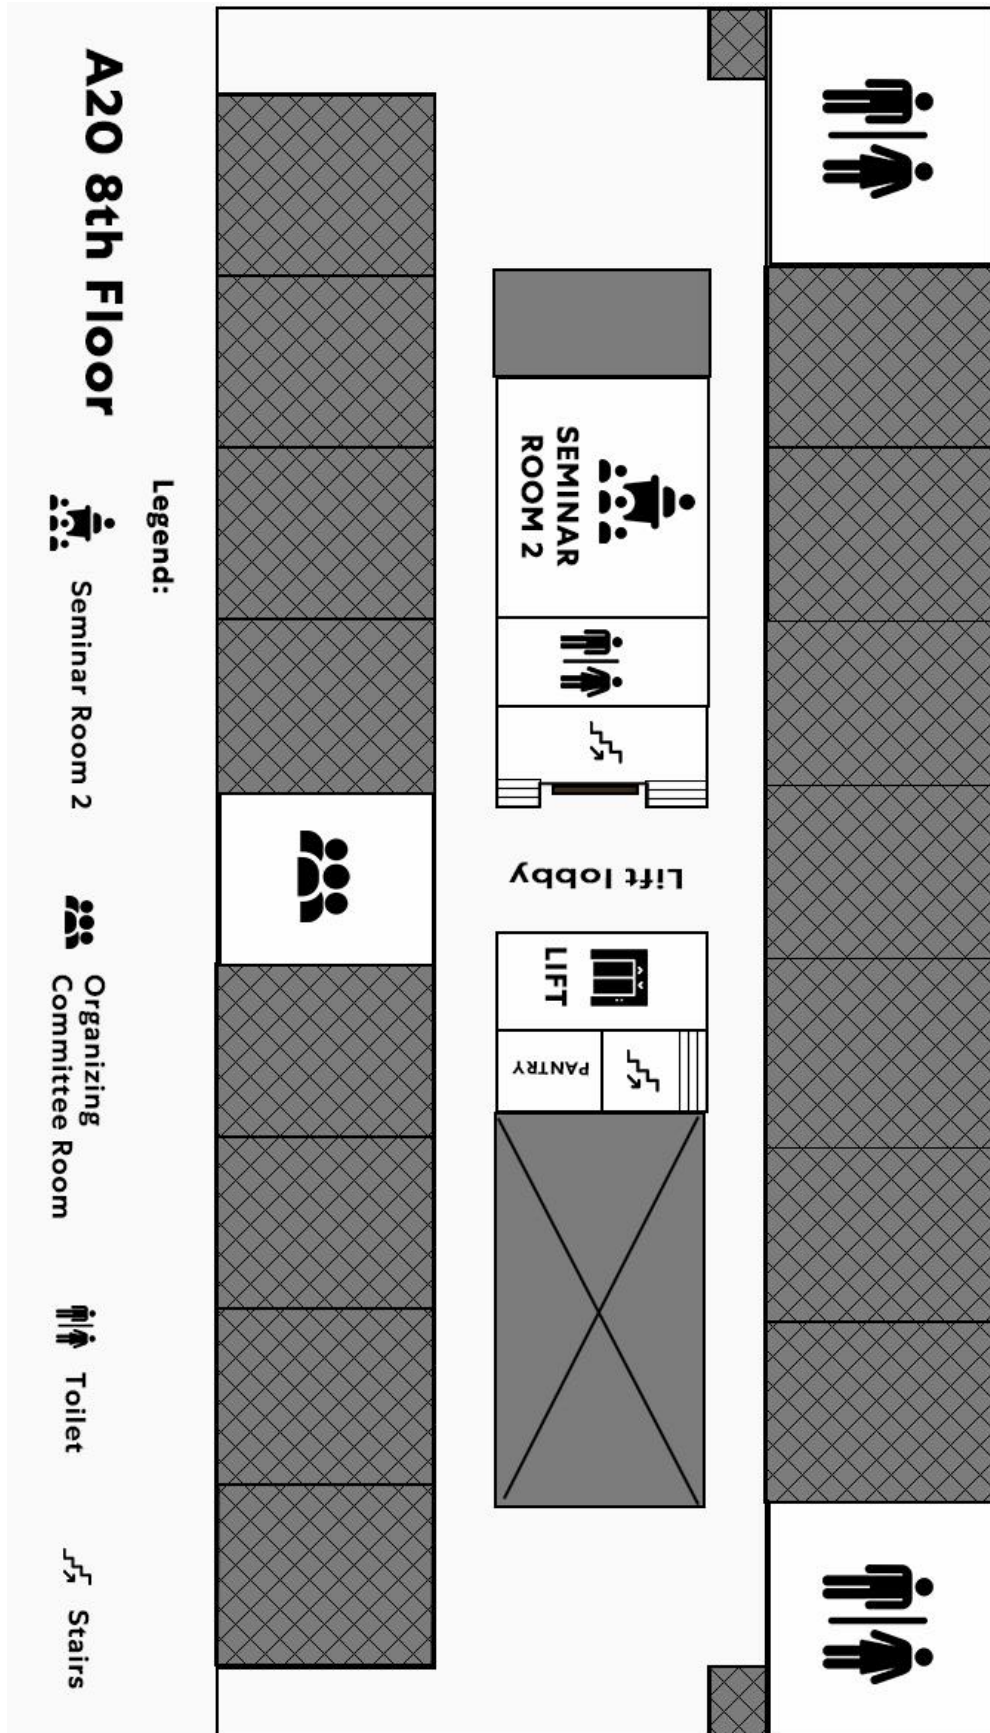 A20 8th Floor
SEMINAR
ROOM 2
Lift lobby
LIFT
PANTRY
Legend:
Seminar Room 2
Organizing
Committee Room
Toilet
Stairs